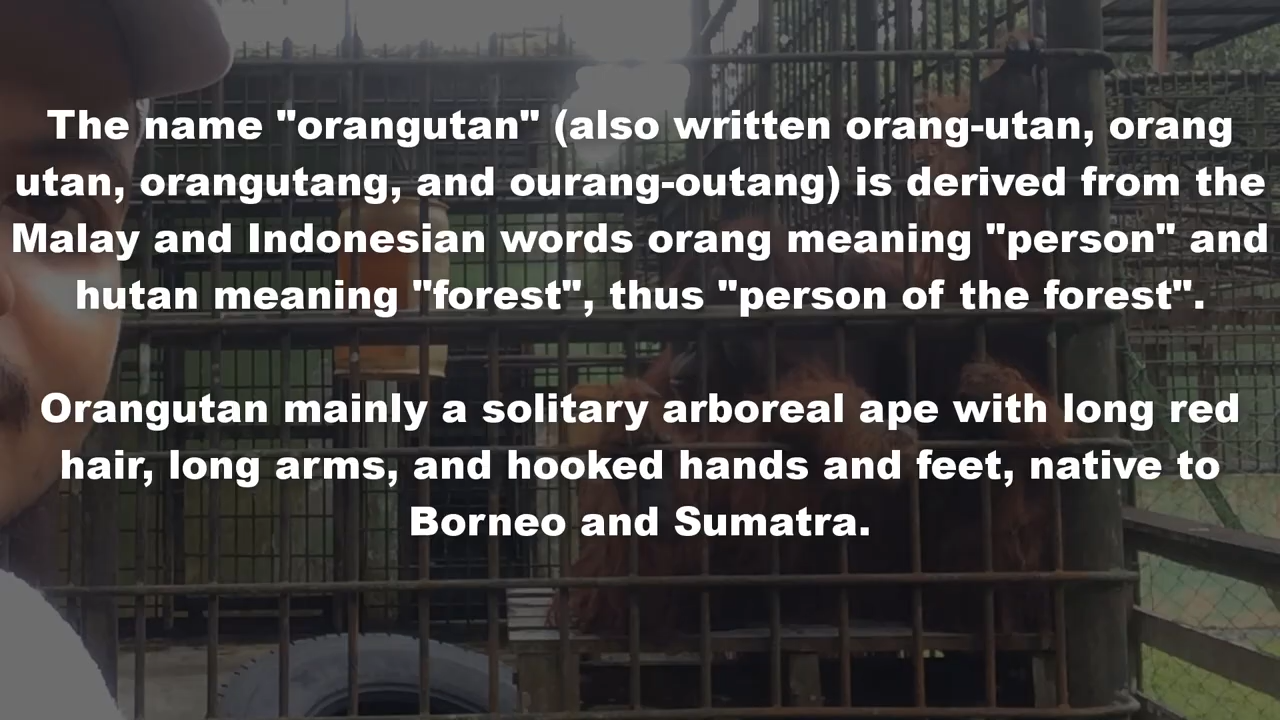 The name "orangutan" (also written orang-utan, orang
utan, orangutang, and ourang-outang) is derived from the
Malay and Indonesian words orang meaning "person" and
hutan meaning "forest", thus "person of the forest".
Orangutan mainly a solitary arboreal ape with long red
hair, long arms, and hooked hands and feet, native to
Borneo and Sumatra.